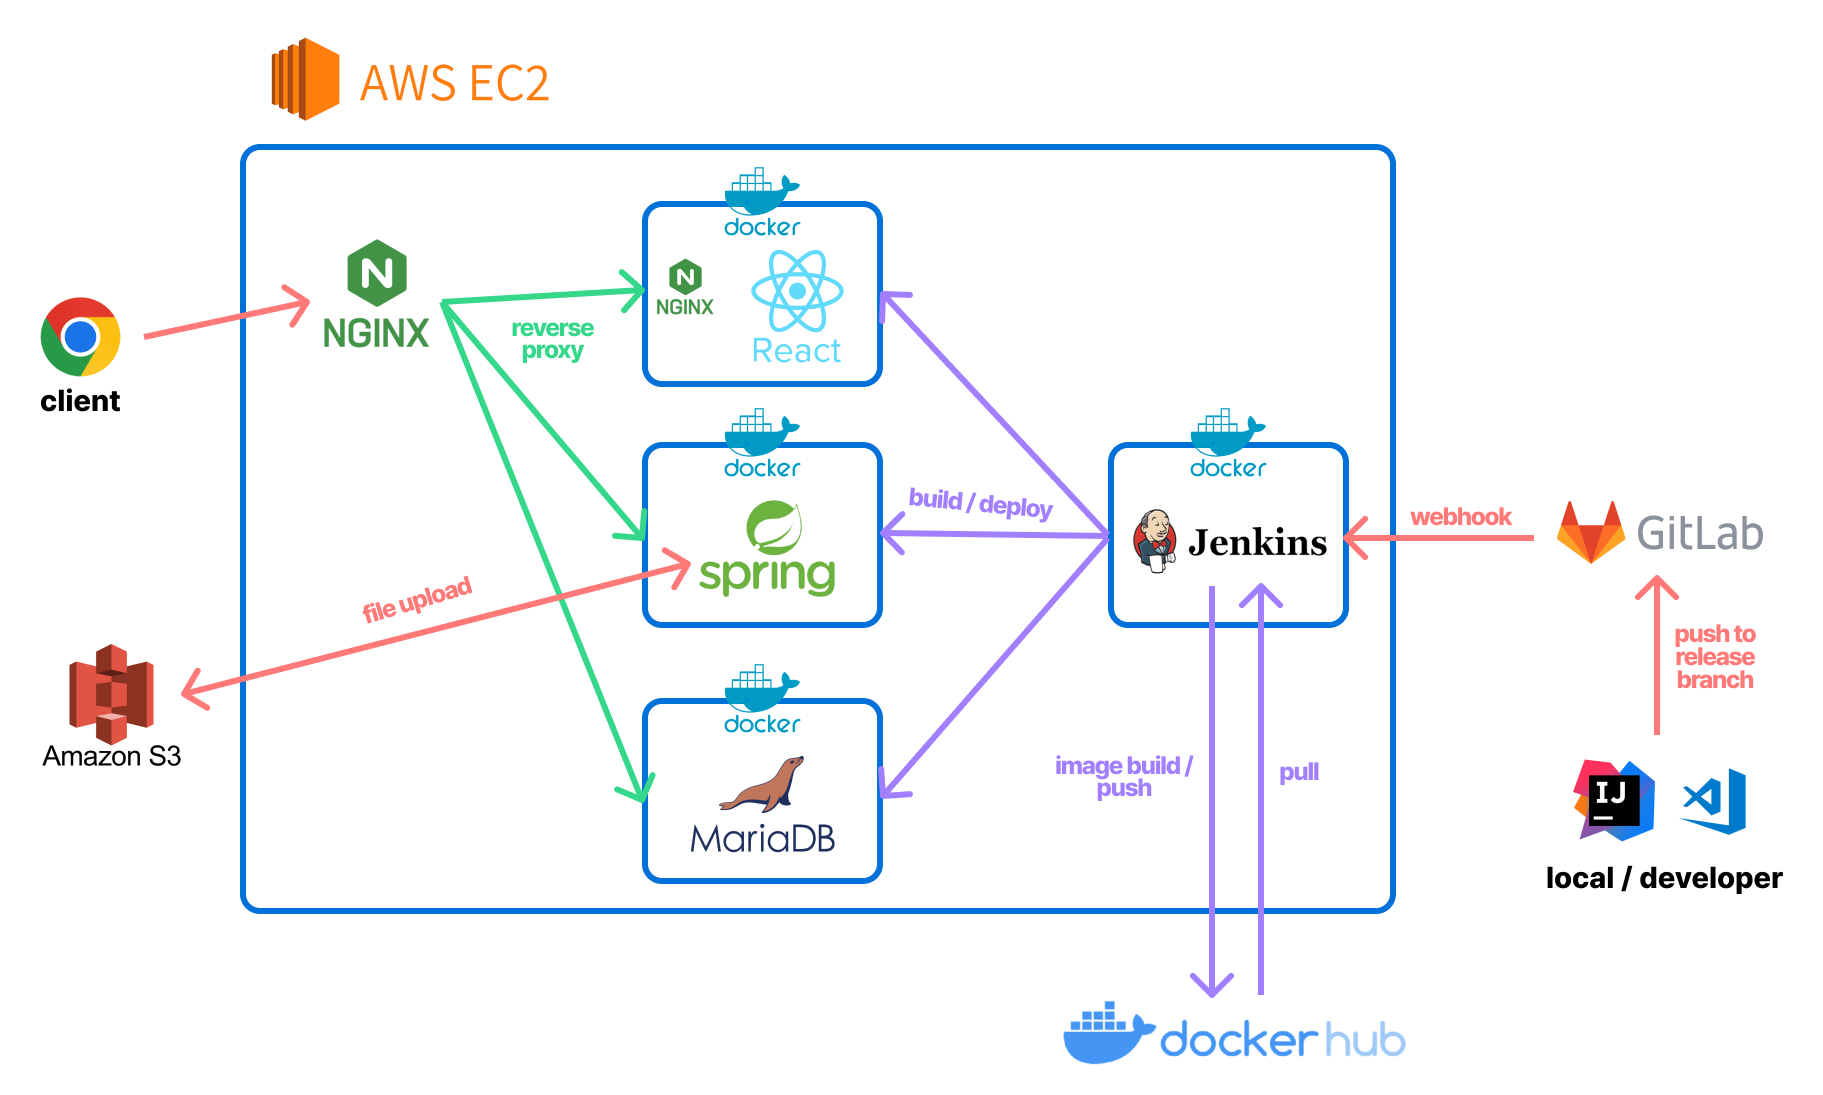 AWS EC2
docker
NGINX
React
NGINX
reverse
proxy
client
docker
spring
build / deploy
docker
Jenkins
webhook
GitLab
file upload
push to
release
branch
Amazon S3
docker
MariaDB
image build /
push
pull
IJ
local / developer
docker hub